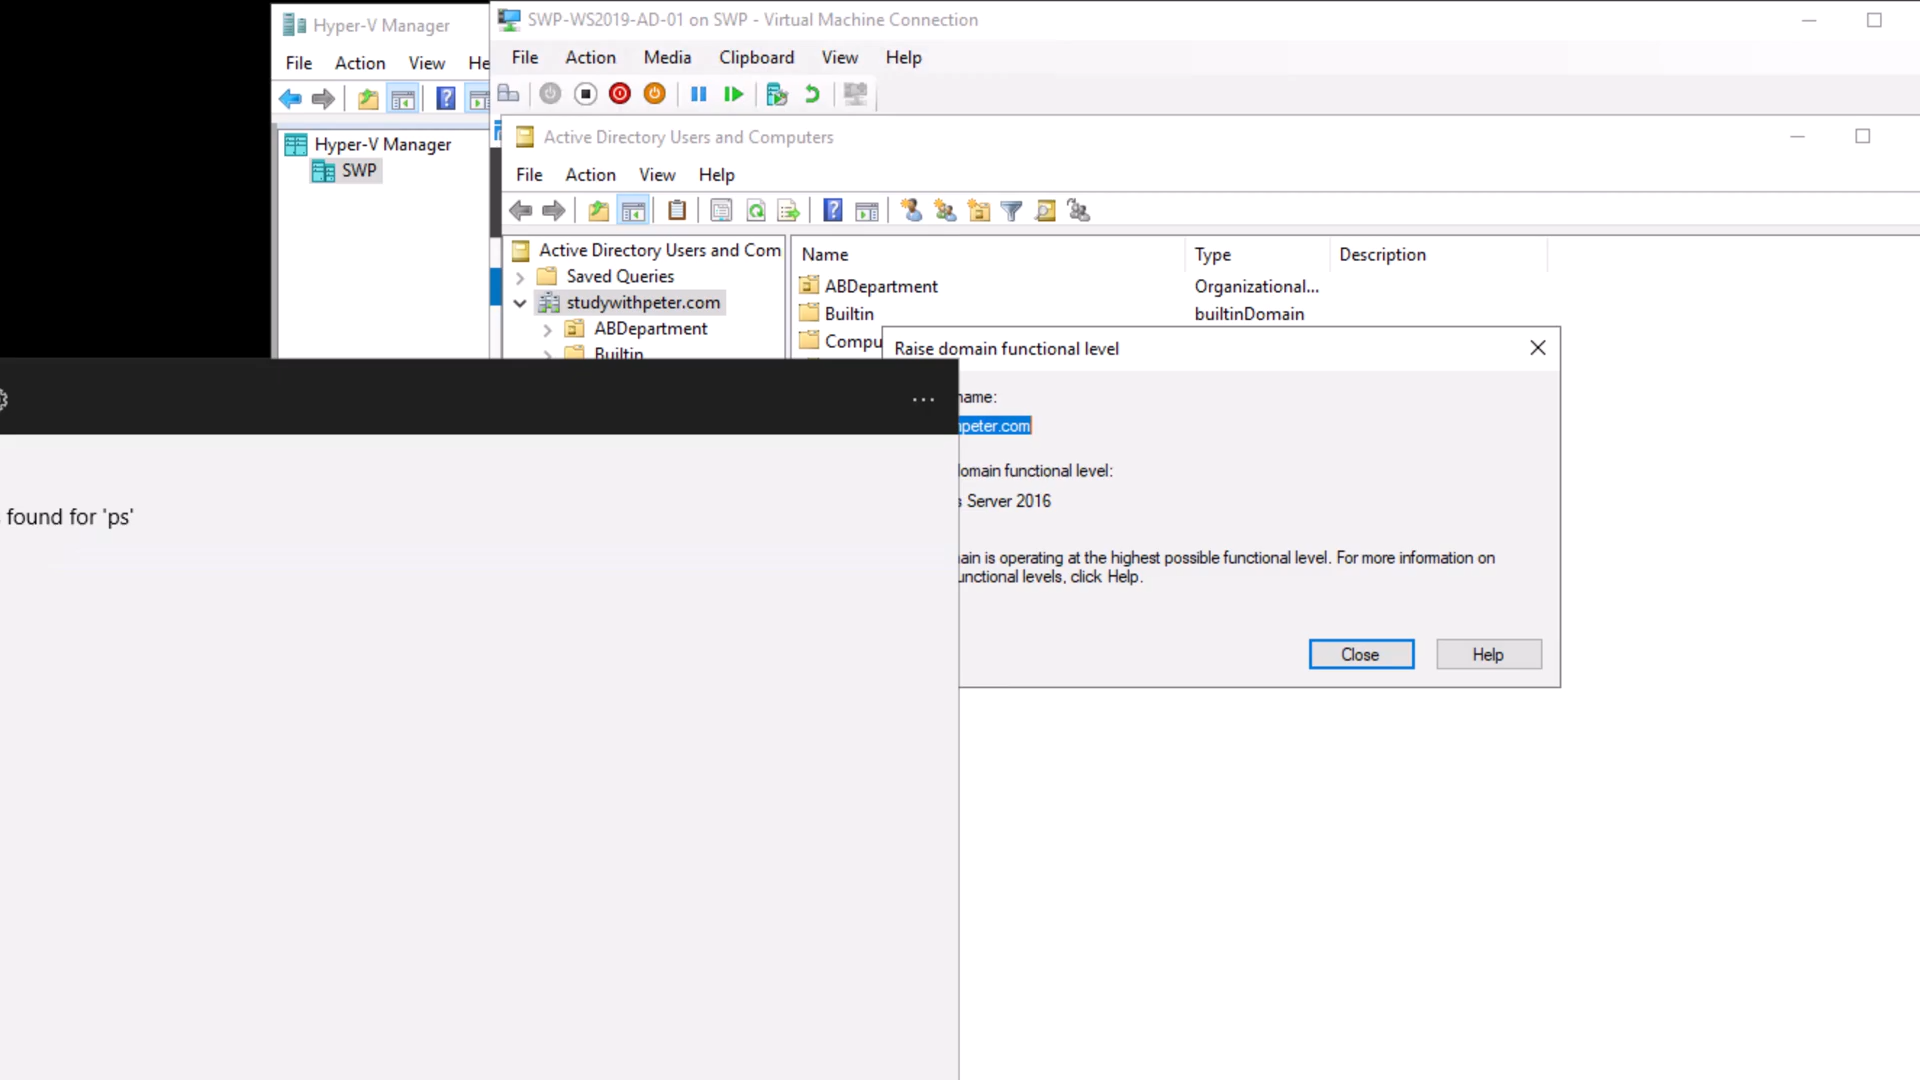 Hyper-V Manager
File Action View He
Hyper-V Manager
SWP
SWP-WS2019-AD-01 on SWP - Virtual Machine Connection
File Action Media Clipboard View Help
Active Directory Users and Computers
File Action View Help
Active Directory Users and Com
Saved Queries
studywithpeter.com
ABDepartment
Builtin
Name Type Description
ABDepartment Organizational...
Builtin builtinDomain
Compu
Raise domain functional level
name:
peter.com
domain functional level:
s Server 2016
ain is operating at the highest possible functional level. For more information on
unctional levels, click Help.
Close Help
found for 'ps'